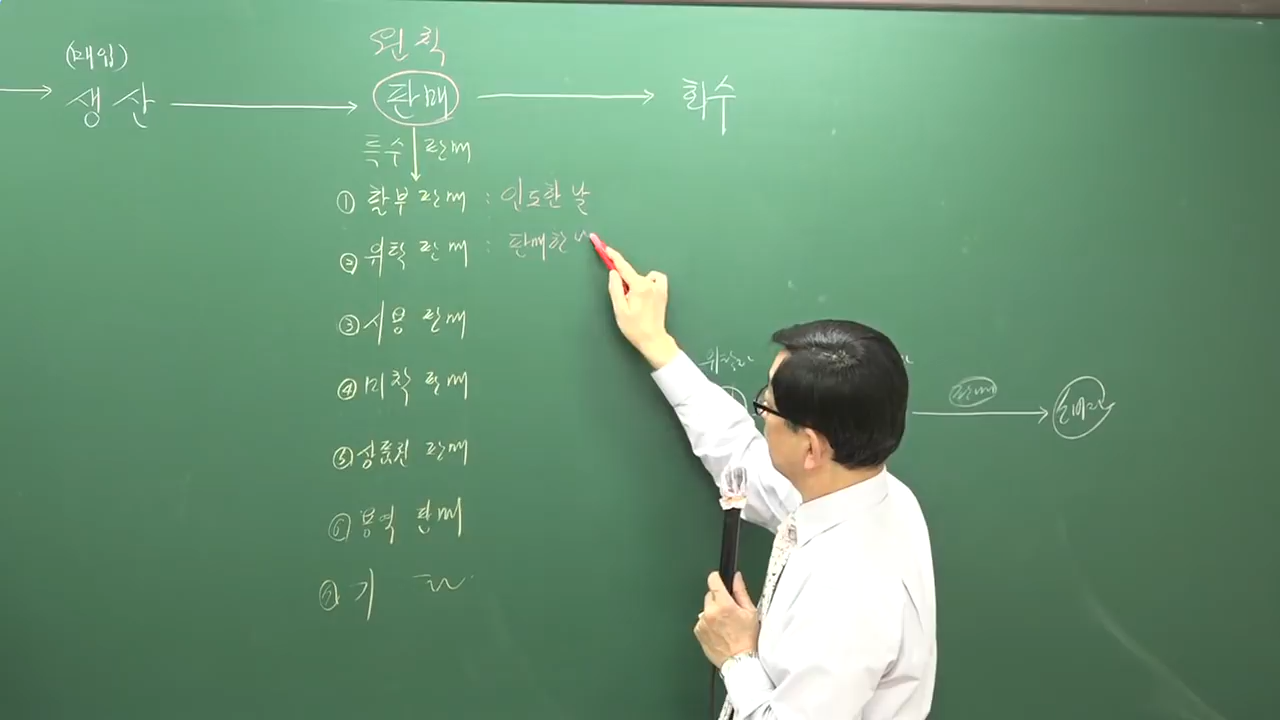 원칙
(매입)
생산 → 판매 → 회수
특수 판매
① 할부 판매 : 인도한 날
② 위탁 판매 : 판매한
③ 시용 판매
④ 미착 판매
⑤ 상품권 판매
⑥ 용역 판매
기
판매